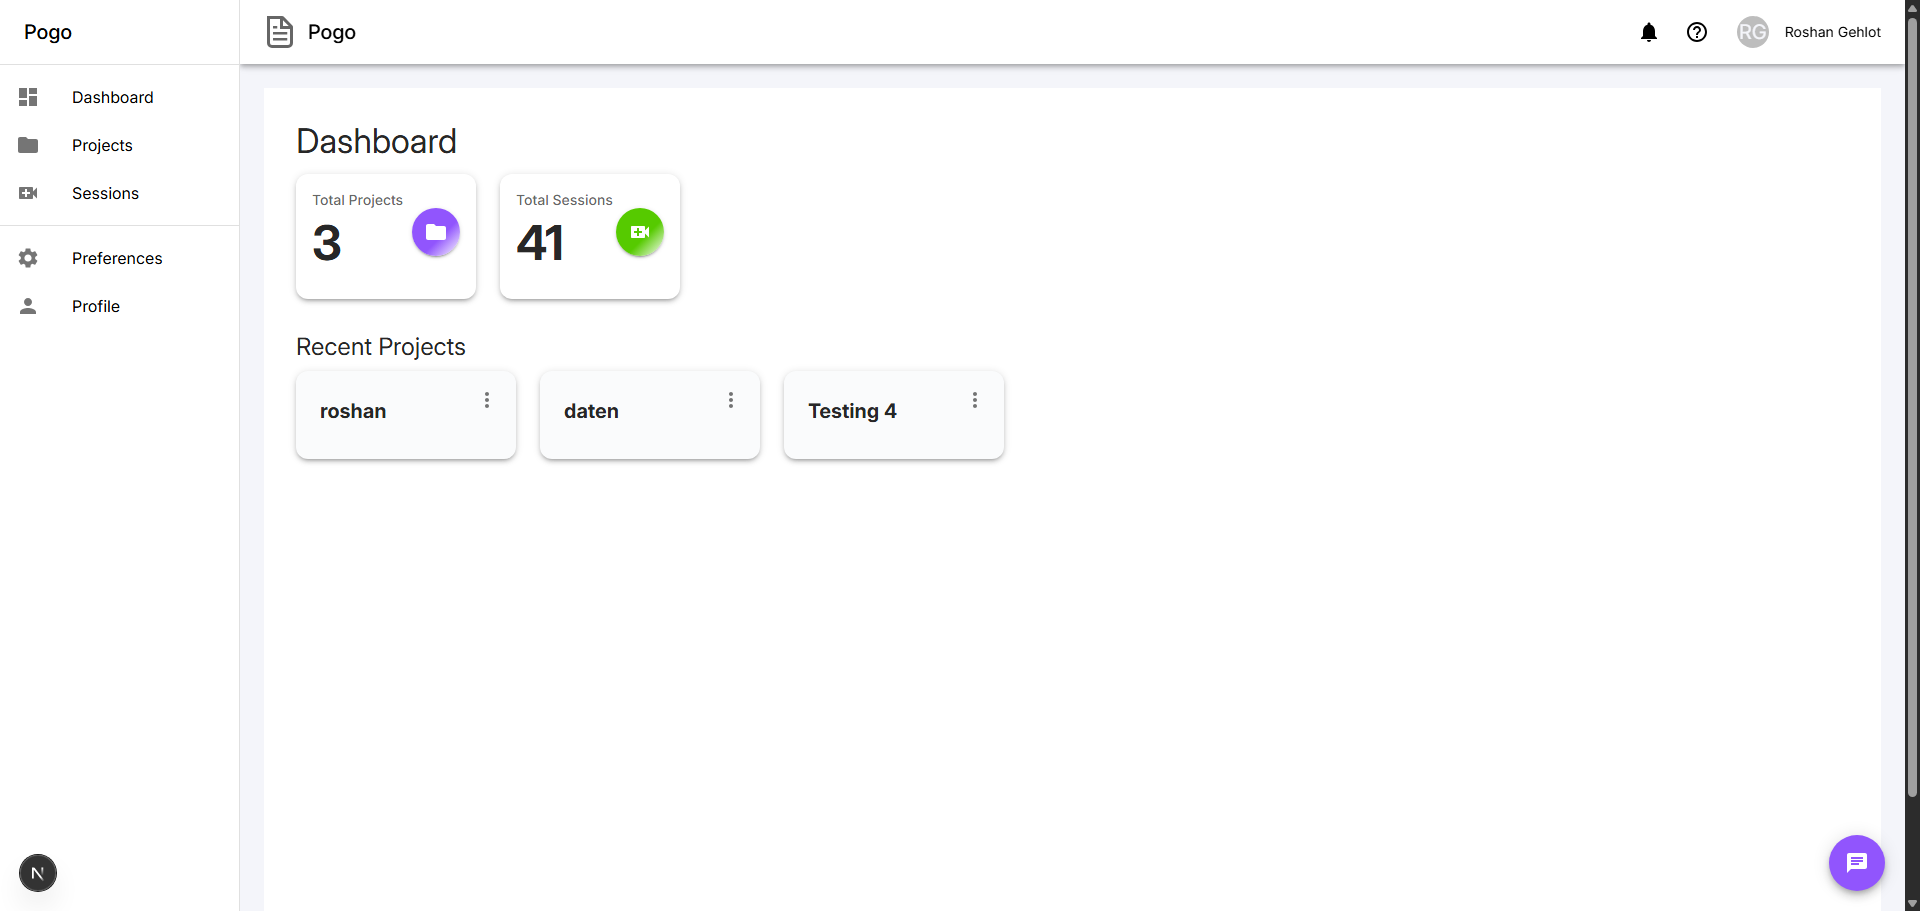 Pogo
Pogo
RG
Roshan Gehlot
Dashboard
Projects
Sessions
Preferences
Profile
Dashboard
Total Projects
3
Total Sessions
41
Recent Projects
roshan
daten
Testing 4
N